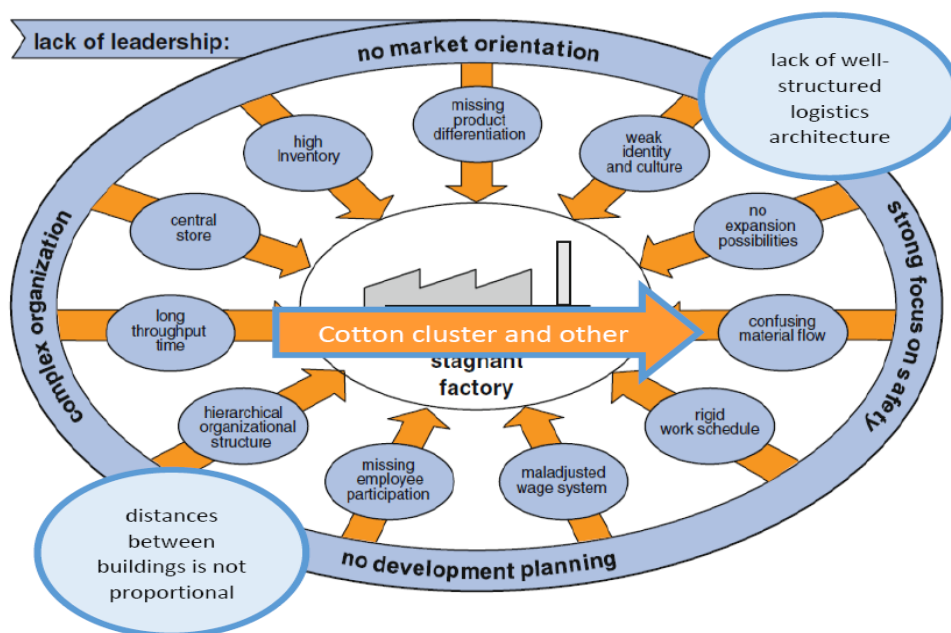 lack of leadership:
no market orientation
lack of well-
structured
logistics
architecture
missing
product
differentiation
high
Inventory
weak
identity
and culture
central
store
no
expansion
possibilities
complex organization
strong focus on safety
long
throughput
time
Cotton cluster and other
confusing
material flow
stagnant
factory
hierarchical
organizational
structure
rigid
work schedule
missing
employee
participation
maladjusted
wage system
distances
between
buildings is not
proportional
no development planning